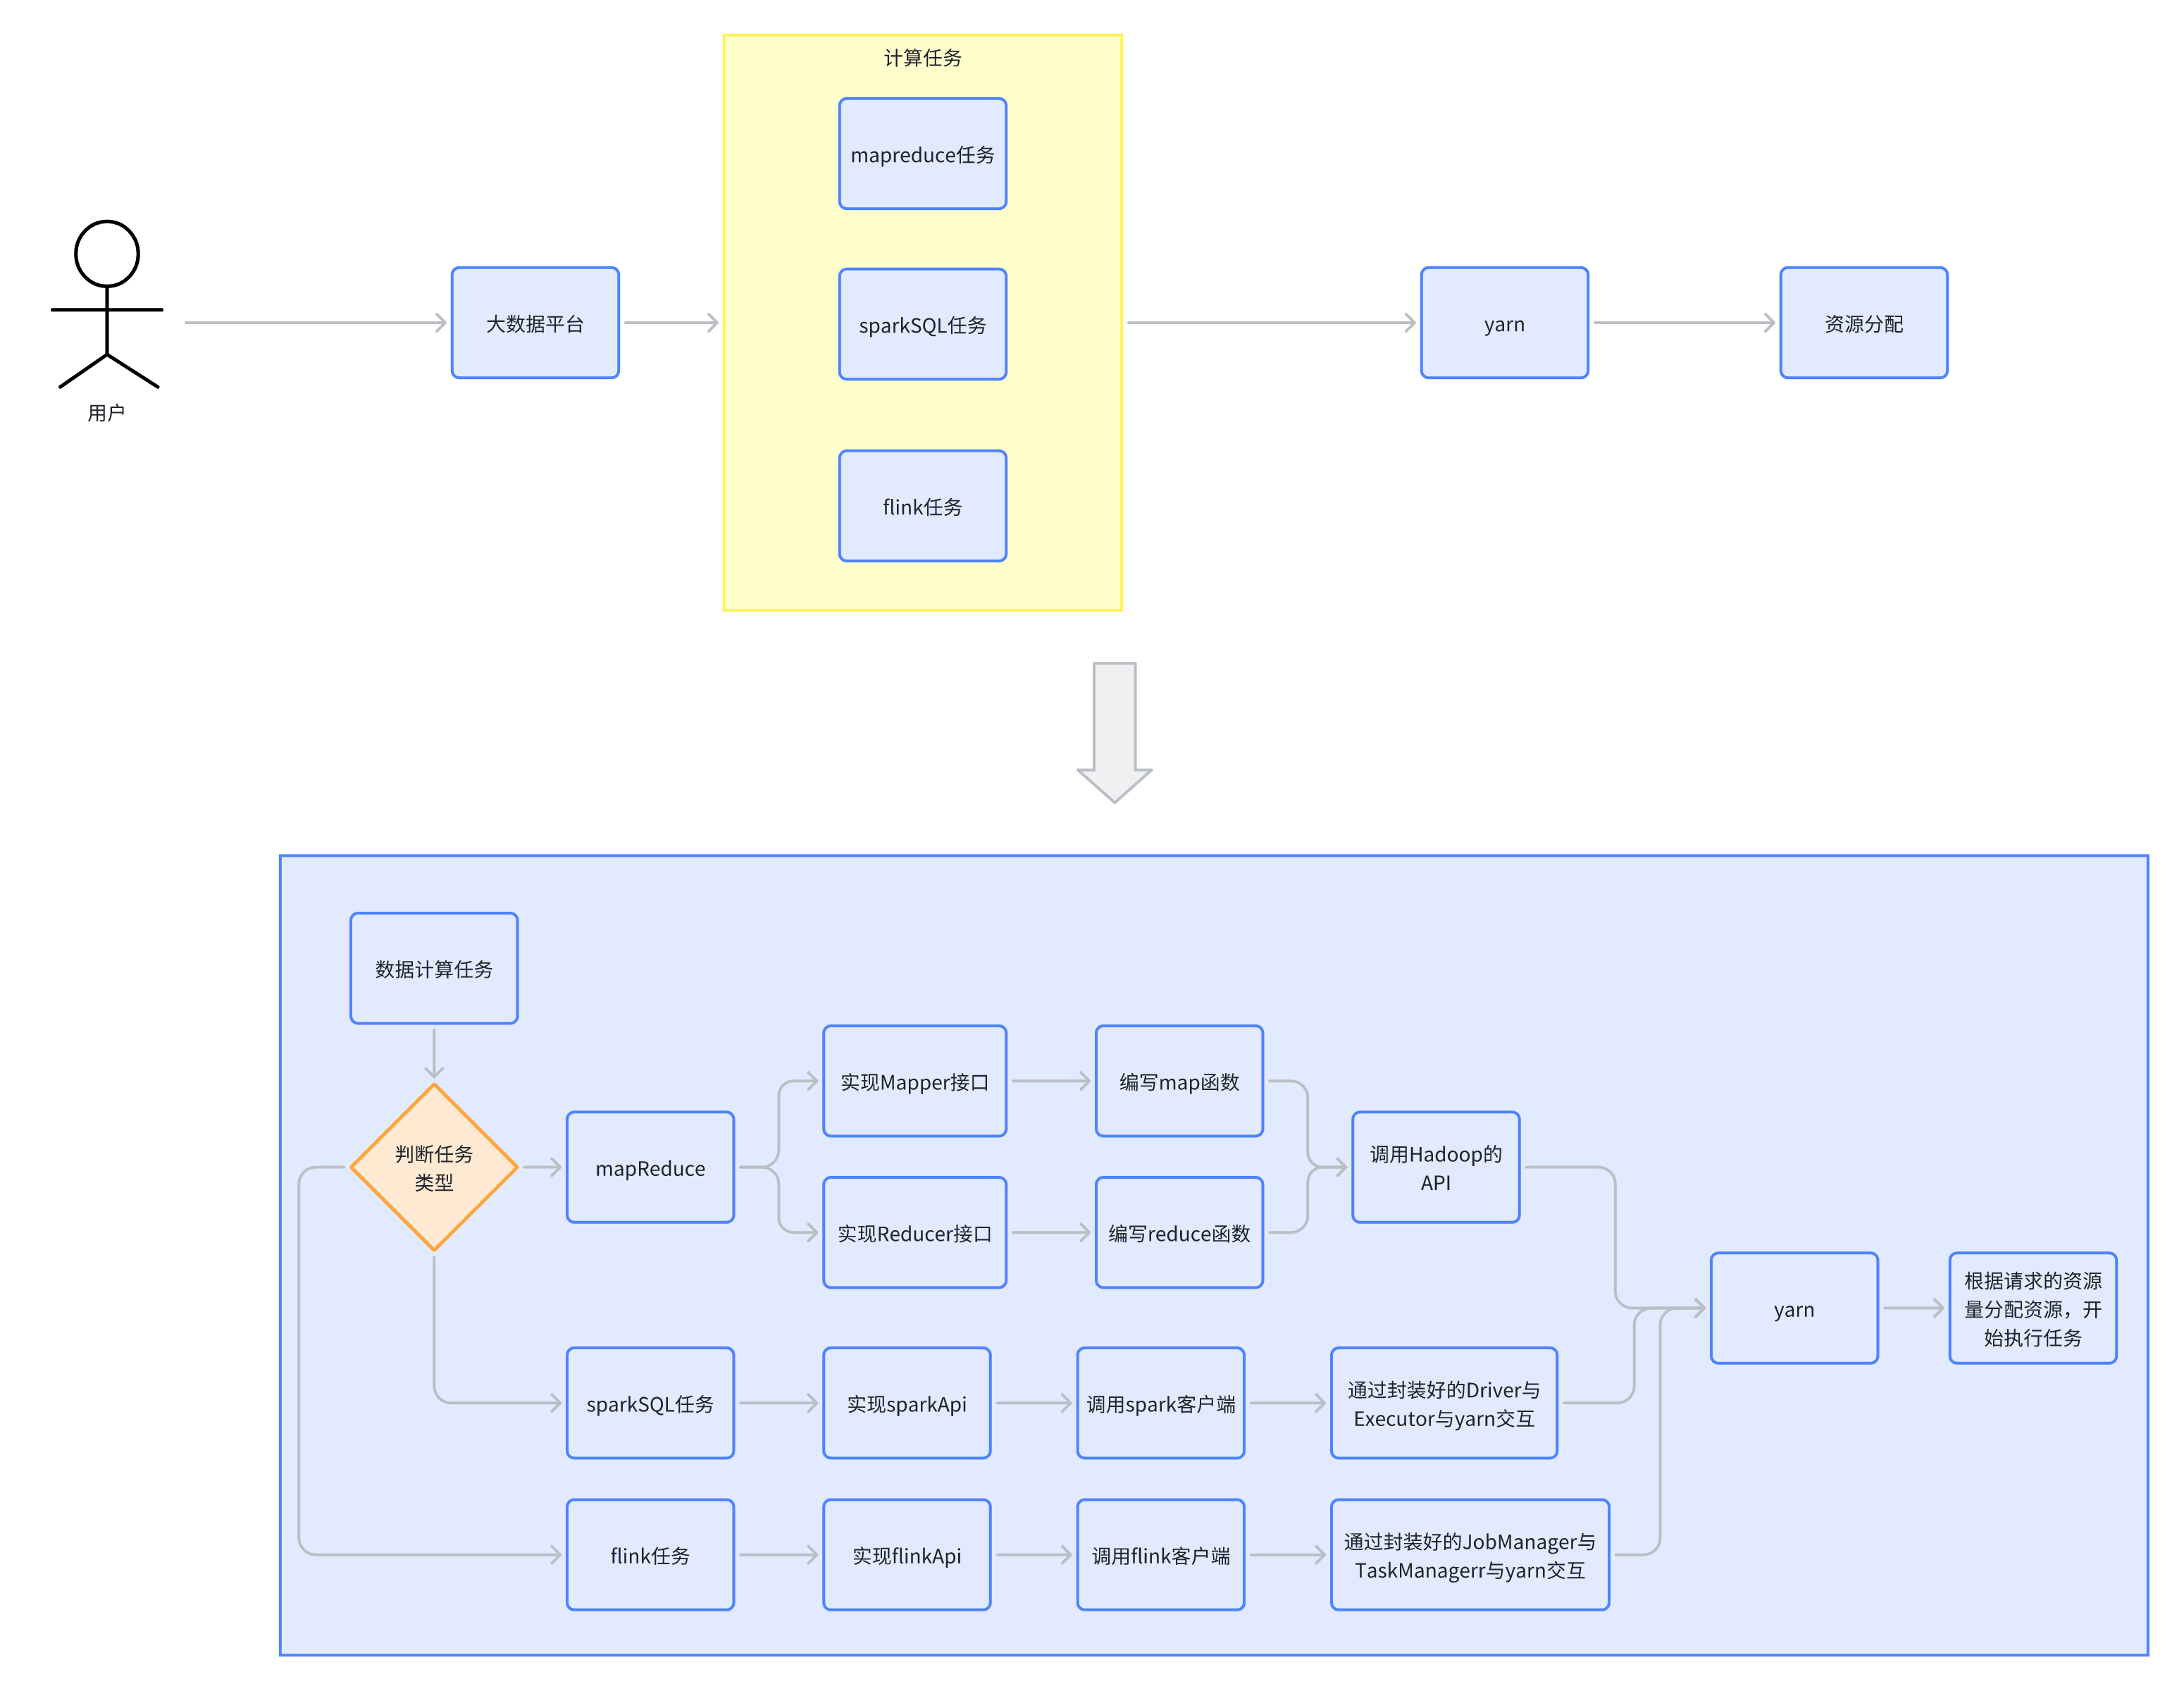 计算任务
mapreduce任务
用户
大数据平台
sparkSQL任务
yarn
资源分配
flink任务
数据计算任务
判断任务
类型
mapReduce
实现Mapper接口
编写map函数
实现Reducer接口
编写reduce函数
调用Hadoop的
API
sparkSQL任务
实现sparkApi
调用spark客户端
通过封装好的Driver与
Executor与yarn交互
flink任务
实现flinkApi
调用flink客户端
通过封装好的JobManager与
TaskManagerr与yarn交互
yarn
根据请求的资源
量分配资源，开
始执行任务